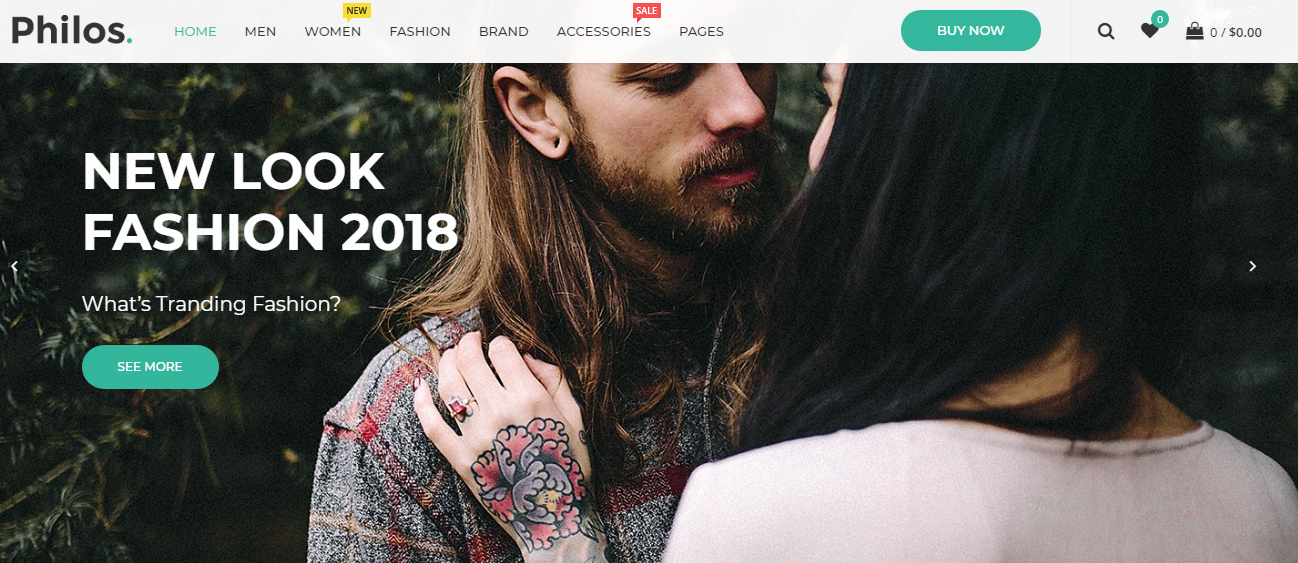 Philos.
HOME MEN WOMEN NEW FASHION BRAND ACCESSORIES SALE PAGES BUY NOW 0 0 / $0.00
NEW LOOK
FASHION 2018
What's Tranding Fashion?
SEE MORE